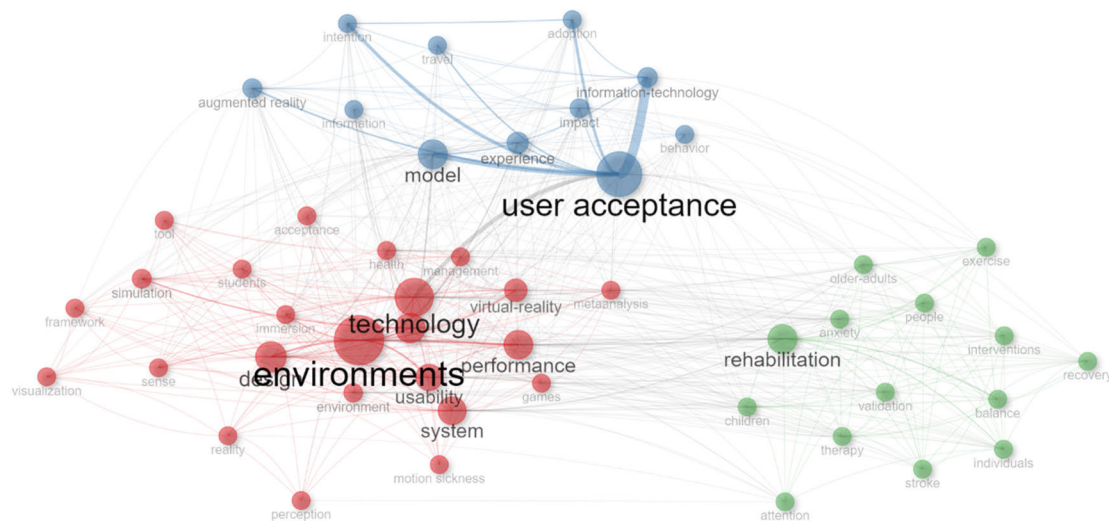 intention
adoption
travel
information-technology
augmented reality
information
impact
behavior
experience
model
user acceptance
tool
acceptance
health
management
exercise
older-adults
students
simulation
virtual-reality
metaanalysis
framework
immersion
technology
people
anxiety
performance
rehabilitation
interventions
recovery
design
environments
sense
visualization
usability
games
environment
system
children
validation
balance
reality
therapy
individuals
motion sickness
stroke
perception
attention